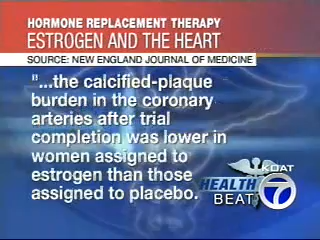 HORMONE REPLACEMENT THERAPY
ESTROGEN AND THE HEART
SOURCE: NEW ENGLAND JOURNAL OF MEDICINE
"...the calcified-plaque
burden in the coronary
arteries after trial
completion was lower in
women assigned to
estrogen than those
assigned to placebo.
KOAT
HEALTH 7
BEAT